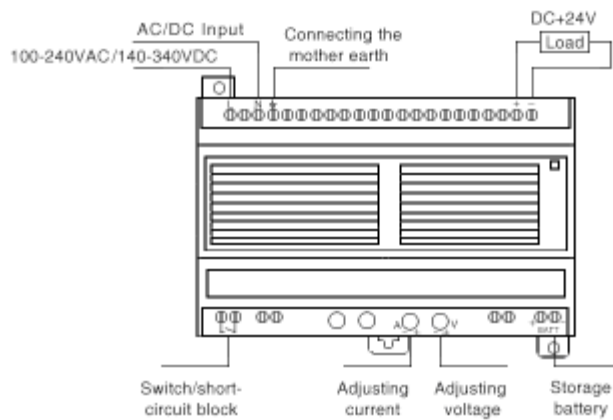 AC/DC Input
100-240VAC/140-340VDC
Connecting the
mother earth
DC+24V
Load
L N
+ −
A V
+ −
BATT
Switch/short-
circuit block
Adjusting
current
Adjusting
voltage
Storage
battery